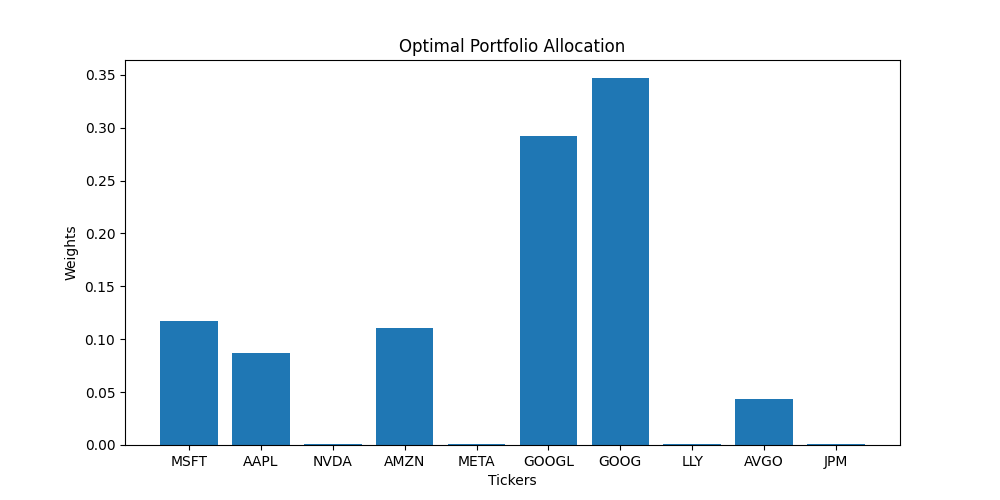 Optimal Portfolio Allocation
0.35
0.30
0.25
0.20
0.15
0.10
0.05
0.00
Weights
MSFT AAPL NVDA AMZN META GOOGL GOOG LLY AVGO JPM
Tickers